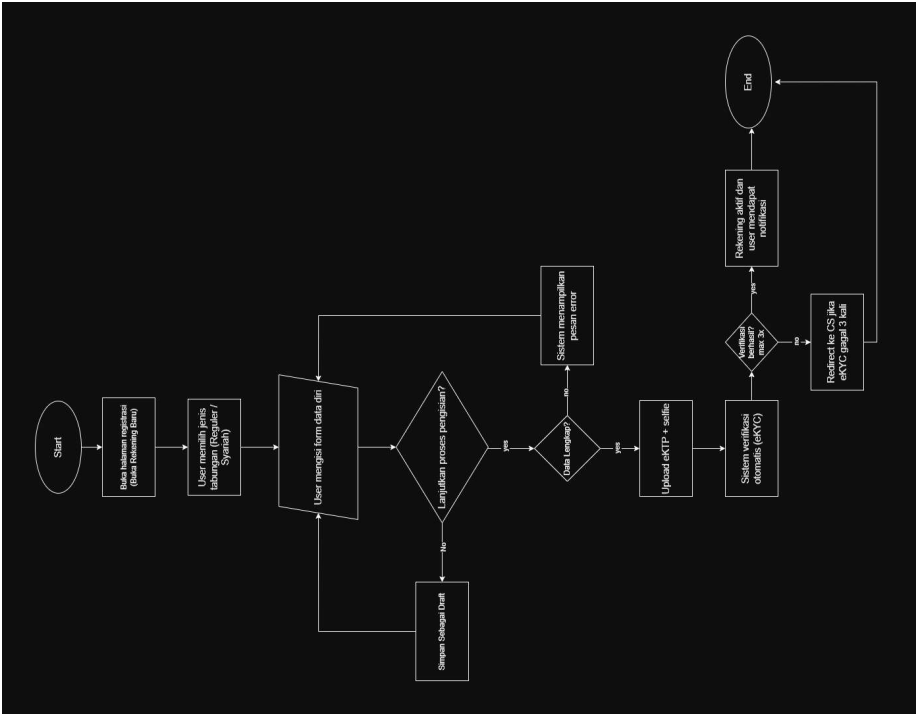 Start
Buka halaman registrasi
(Buka Rekening Baru)
User memilih jenis
tabungan (Reguler /
Syariah)
User mengisi form data diri
Lanjutkan proses pengisian?
No
Simpan Sebagai Draft
yes
Data Lengkap?
no
Sistem menampilkan
pesan error
yes
Upload eKTP + selfie
Sistem verifikasi
otomatis (eKYC)
Verifikasi
berhasil?
max 3x
no
Redirect ke CS jika
eKYC gagal 3 kali
yes
Rekening aktif dan
user mendapat
notifikasi
End